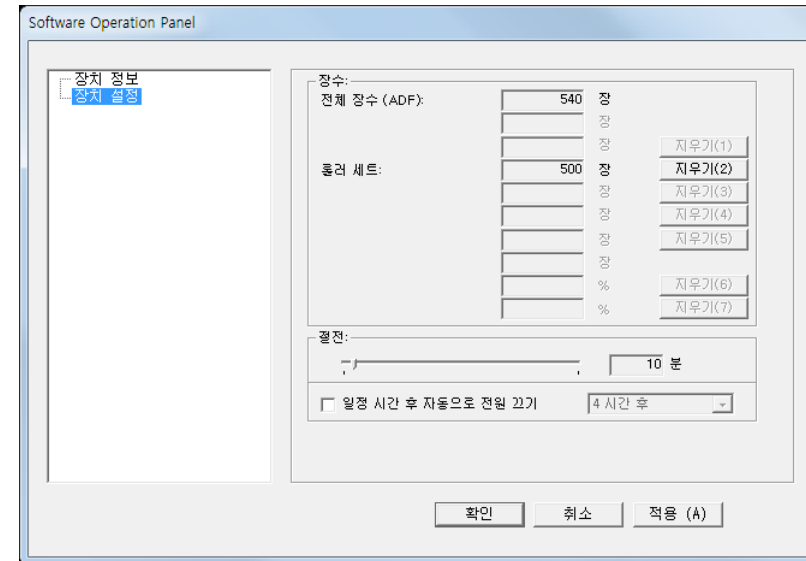 Software Operation Panel
장치 정보
장치 설정
장수:
전체 장수 (ADF): 540 장
장
장 지우기(1)
롤러 세트: 500 장 지우기(2)
장 지우기(3)
장 지우기(4)
장 지우기(5)
장
% 지우기(6)
% 지우기(7)
절전:
10 분
일정 시간 후 자동으로 전원 끄기 4 시간 후
확인 취소 적용 (A)